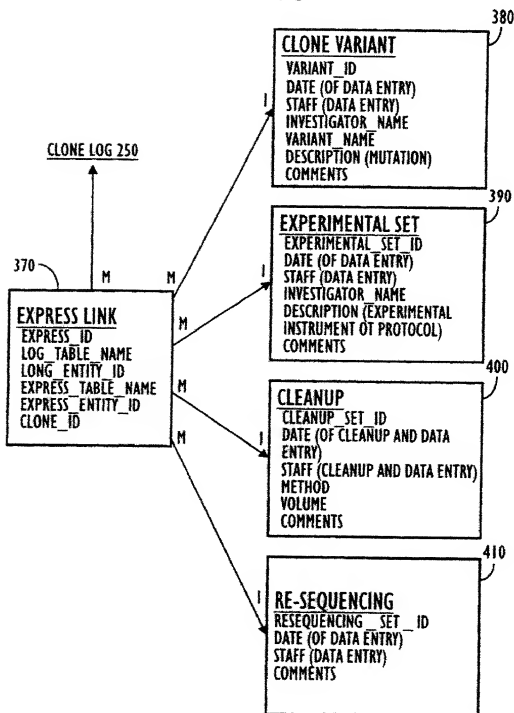 380
CLONE VARIANT
VARIANT_ID
DATE (OF DATA ENTRY)
STAFF (DATA ENTRY)
INVESTIGATOR_NAME
VARIANT_NAME
DESCRIPTION (MUTATION)
COMMENTS
I
CLONE LOG 250
390
EXPERIMENTAL SET
EXPERIMENTAL_SET_ID
DATE (OF DATA ENTRY)
STAFF (DATA ENTRY)
INVESTIGATOR_NAME
DESCRIPTION (EXPERIMENTAL
INSTRUMENT OT PROTOCOL)
COMMENTS
I
370
M
M
M
M
M
EXPRESS LINK
EXPRESS_ID
LOG_TABLE_NAME
LONG_ENTITY_ID
EXPRESS_TABLE_NAME
EXPRESS_ENTITY_ID
CLONE_ID
400
CLEANUP
CLEANUP_SET_ID
DATE (OF CLEANUP AND DATA
ENTRY)
STAFF (CLEANUP AND DATA ENTRY)
METHOD
VOLUME
COMMENTS
I
410
RE-SEQUENCING
RESEQUENCING_SET_ID
DATE (OF DATA ENTRY)
STAFF (DATA ENTRY)
COMMENTS
I